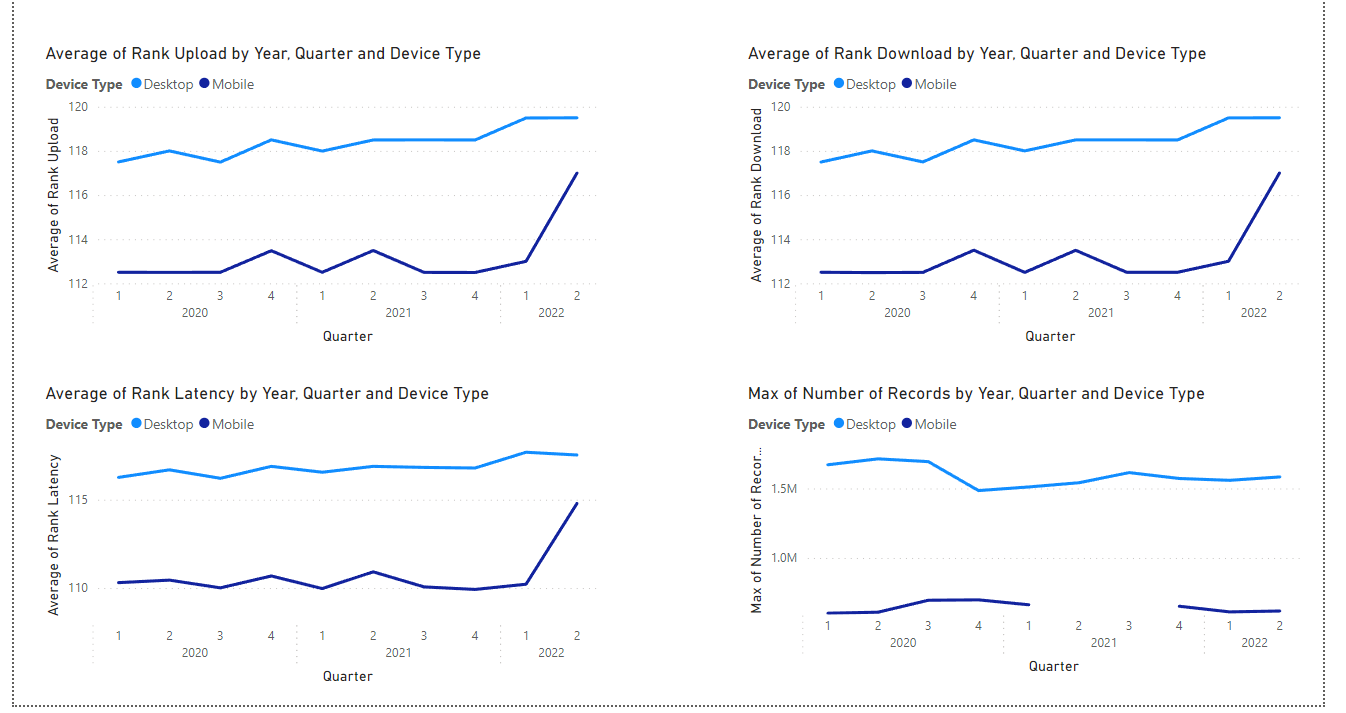 Average of Rank Upload by Year, Quarter and Device Type
Device Type Desktop Mobile
Average of Rank Upload
120
118
116
114
112
1 2 3 4 1 2 3 4 1 2
2020 2021 2022
Quarter
Average of Rank Download by Year, Quarter and Device Type
Device Type Desktop Mobile
Average of Rank Download
120
118
116
114
112
1 2 3 4 1 2 3 4 1 2
2020 2021 2022
Quarter
Average of Rank Latency by Year, Quarter and Device Type
Device Type Desktop Mobile
Average of Rank Latency
115
110
1 2 3 4 1 2 3 4 1 2
2020 2021 2022
Quarter
Max of Number of Records by Year, Quarter and Device Type
Device Type Desktop Mobile
Max of Number of Recor...
1.5M
1.0M
1 2 3 4 1 2 3 4 1 2
2020 2021 2022
Quarter